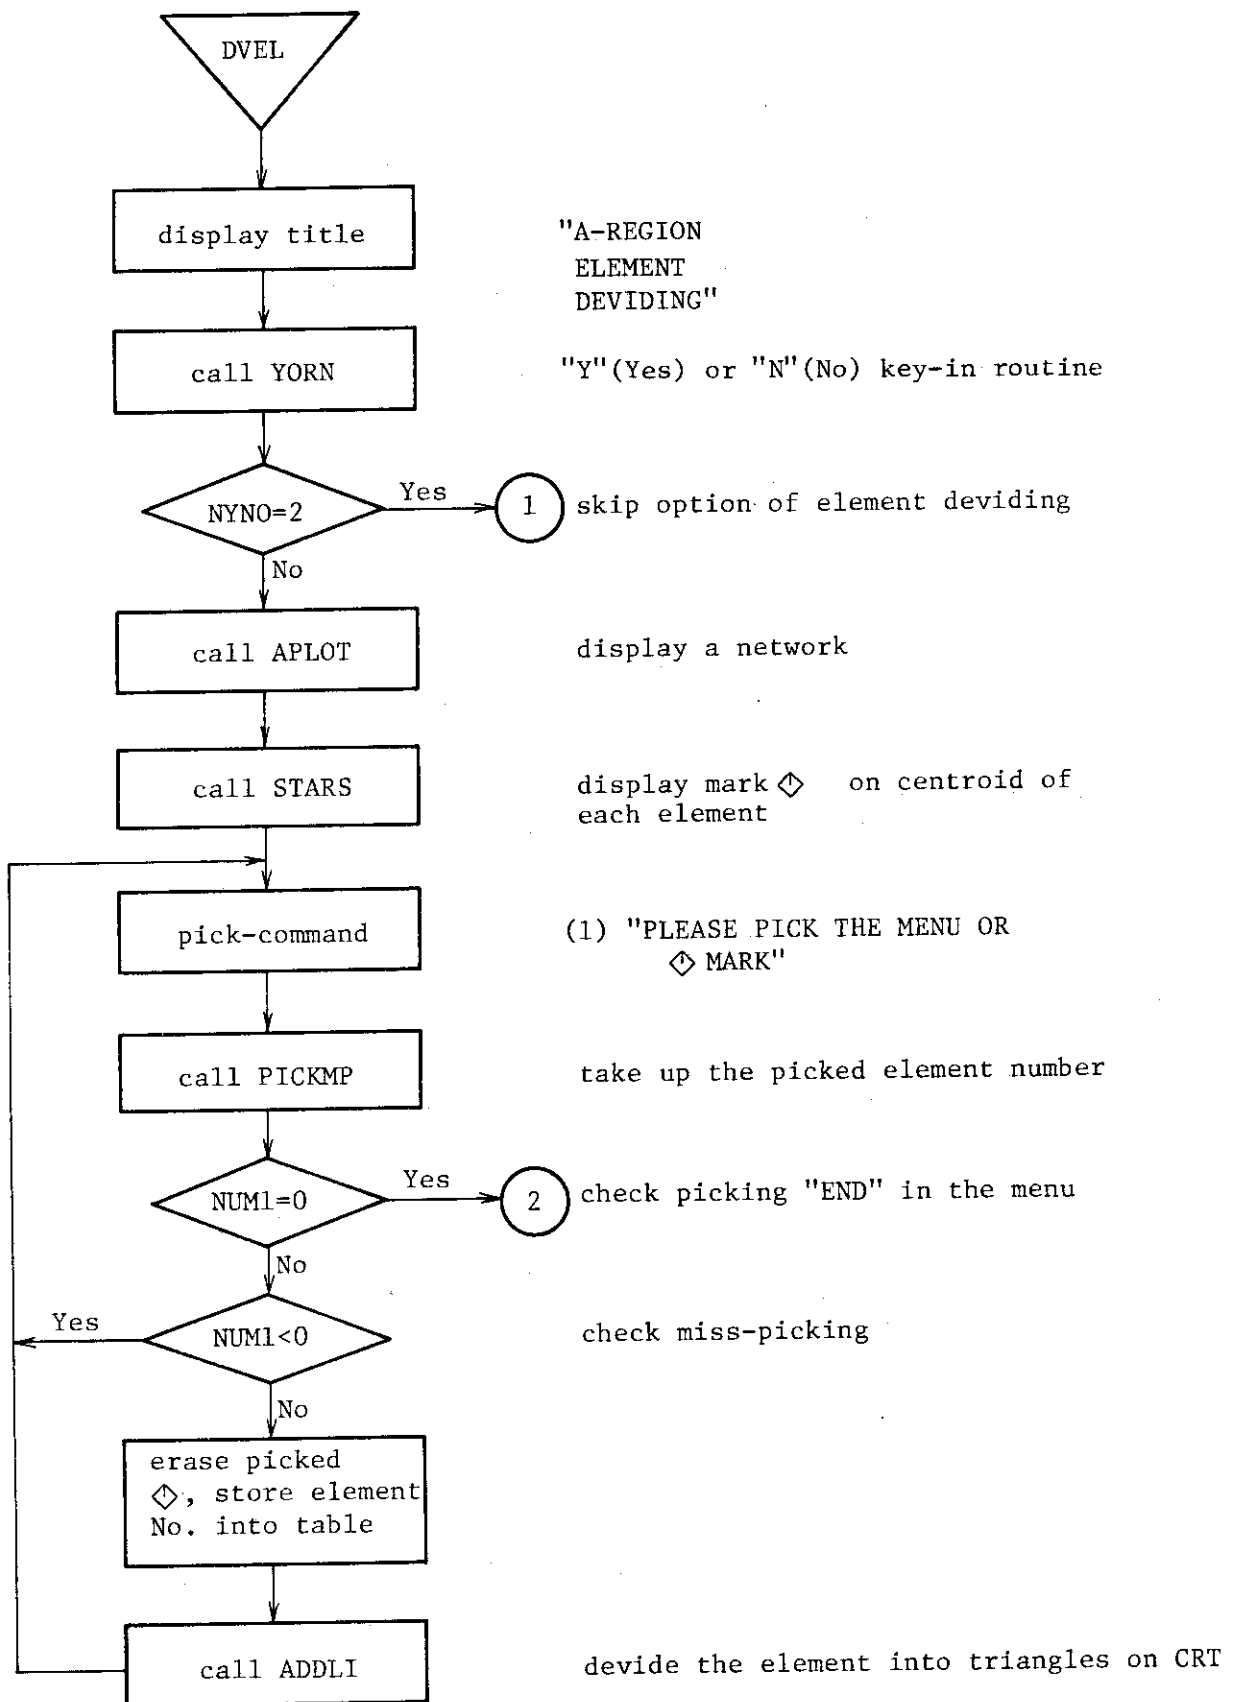 DVEL
display title
"A-REGION
ELEMENT
DEVIDING"
call YORN
"Y"(Yes) or "N"(No) key-in routine
NYNO=2
Yes
1
skip option of element deviding
No
call APLOT
display a network
call STARS
display mark on centroid of
each element
pick-command
(1) "PLEASE PICK THE MENU OR
MARK"
call PICKMP
take up the picked element number
NUM1=0
Yes
2
check picking "END" in the menu
No
Yes
NUM1<0
check miss-picking
No
erase picked
, store element
No. into table
call ADDLI
devide the element into triangles on CRT